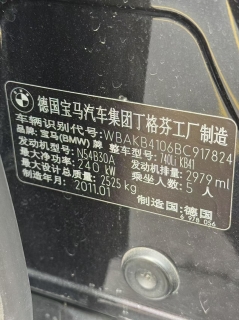 BMW
德国宝马汽车集团丁格芬工厂制造
车辆识别代号:WBAKB4106BC917824
品牌:宝马(BMW)牌 整车型号:740Li KB41
发动机型号:N54B30A 发动机排量:2979 ml
最大净功率:240 kW 乘坐人数:5 人
最大总质量:2525 kg
制造年月:2011.01 制造国:德国
6 978 056